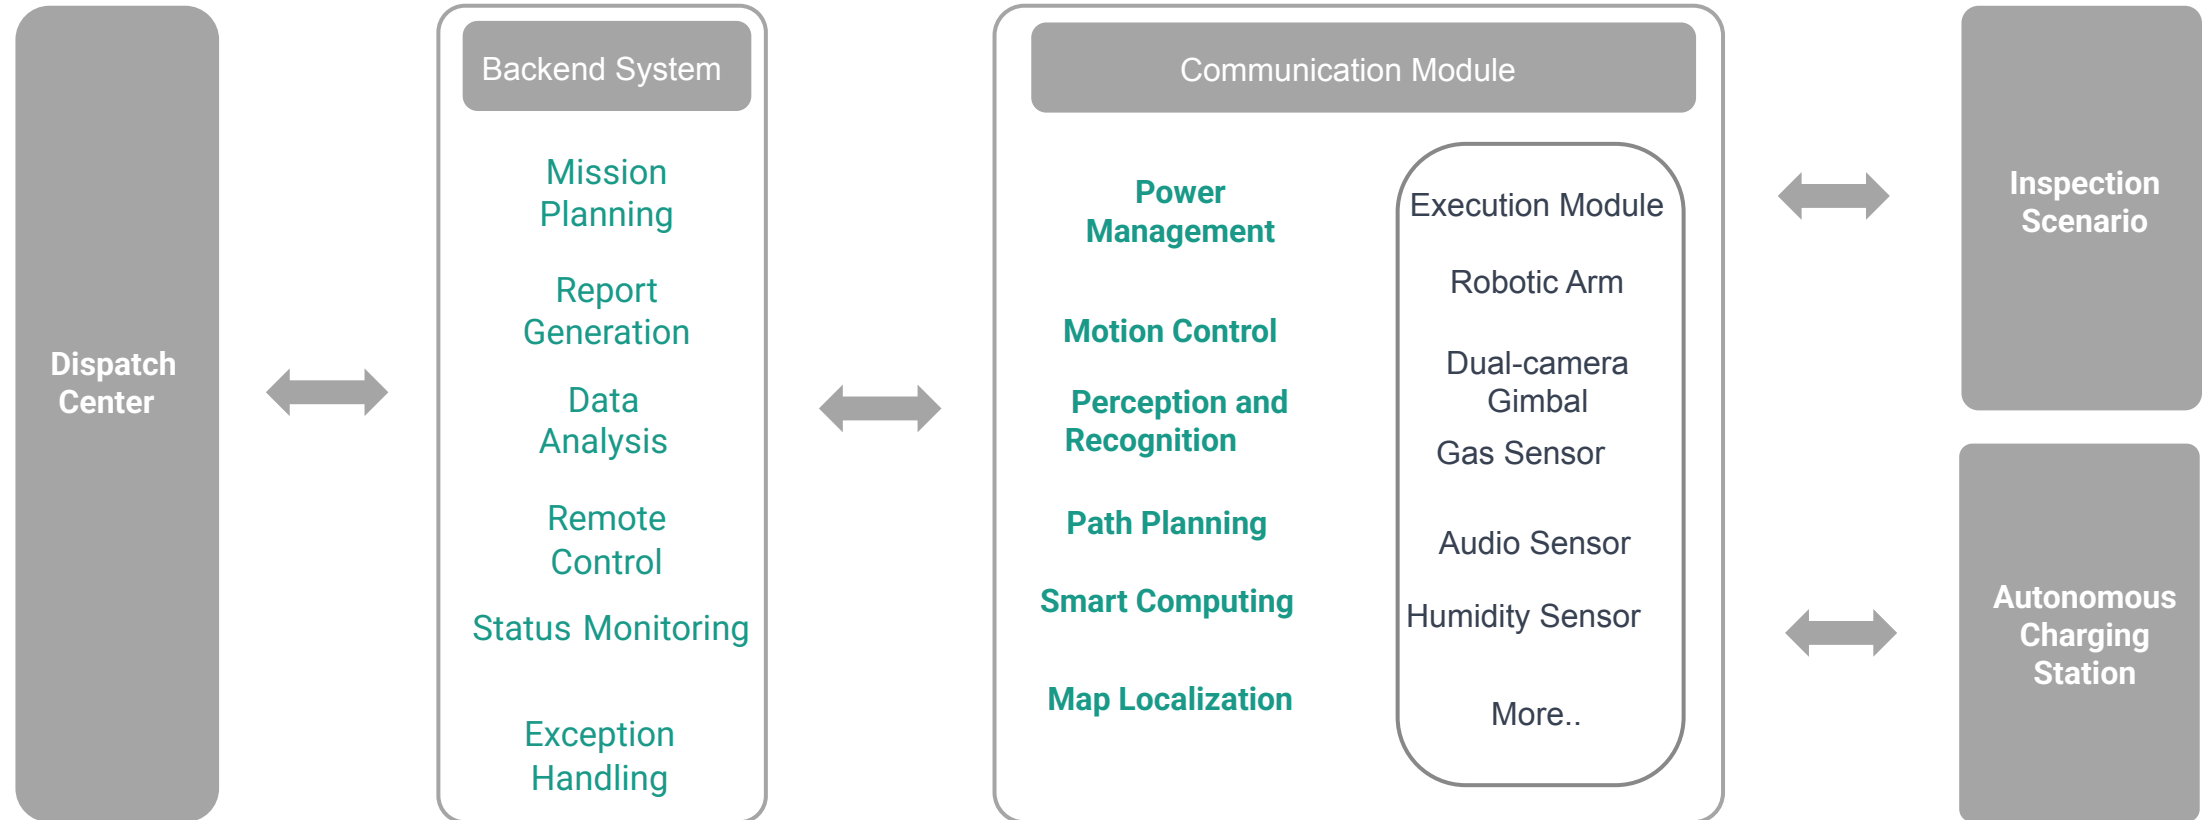 Dispatch
Center
Backend System
Mission
Planning
Report
Generation
Data
Analysis
Remote
Control
Status Monitoring
Exception
Handling
Communication Module
Power
Management
Motion Control
Perception and
Recognition
Path Planning
Smart Computing
Map Localization
Execution Module
Robotic Arm
Dual-camera
Gimbal
Gas Sensor
Audio Sensor
Humidity Sensor
More..
Inspection
Scenario
Autonomous
Charging
Station